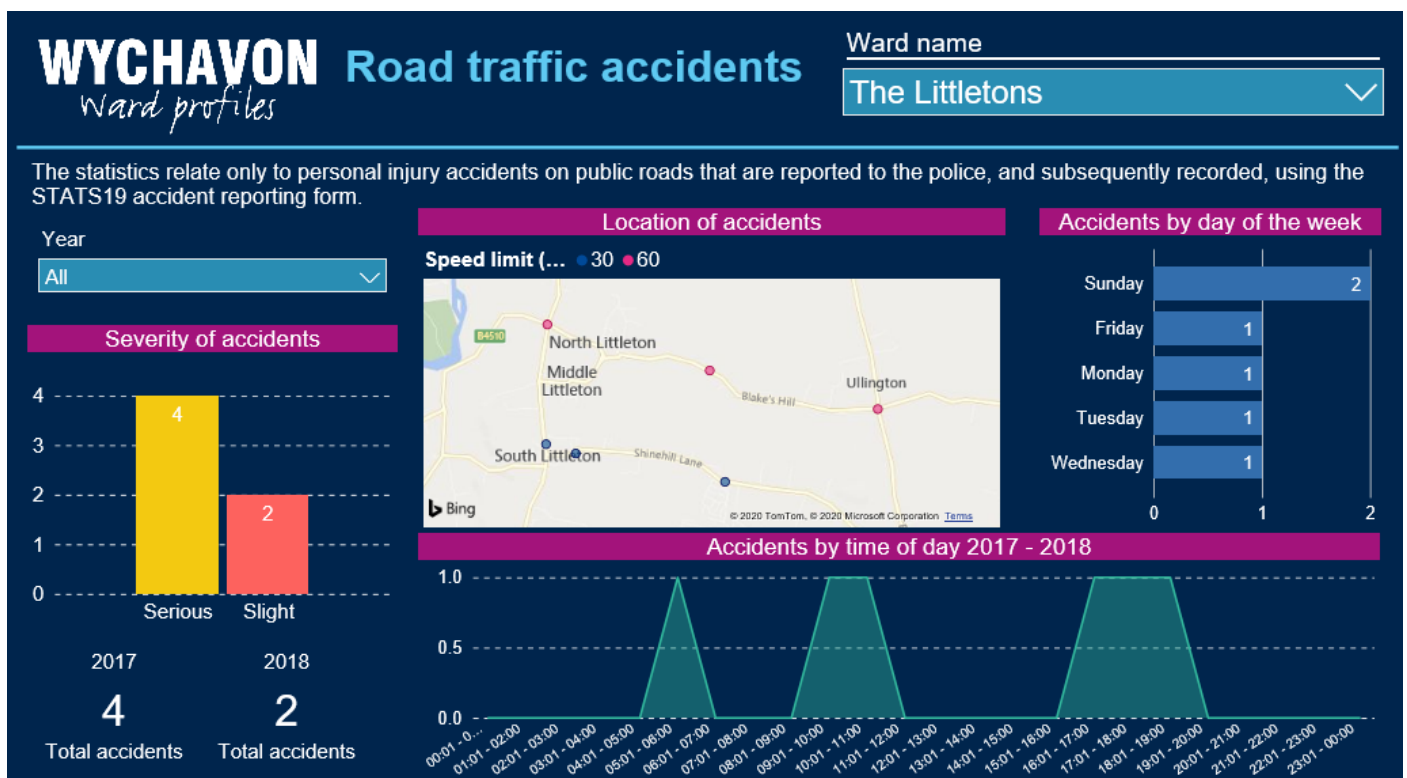 WYCHAVON
Ward profiles
Road traffic accidents
Ward name
The Littletons
The statistics relate only to personal injury accidents on public roads that are reported to the police, and subsequently recorded, using the
STATS19 accident reporting form.
Year
All
Severity of accidents
4
3
2
1
0
4
2
Serious Slight
2017 2018
4 2
Total accidents Total accidents
Location of accidents
Speed limit (... 30 60
B4510
North Littleton
Middle
Littleton
Ullington
Blake's Hill
South Littleton
Shinehill Lane
Bing
© 2020 TomTom, © 2020 Microsoft Corporation Terms
Accidents by day of the week
Sunday 2
Friday 1
Monday 1
Tuesday 1
Wednesday 1
0 1 2
Accidents by time of day 2017 - 2018
1.0
0.5
0.0
00:01 - 0...
01:01 - 02:00
02:01 - 03:00
03:01 - 04:00
04:01 - 05:00
05:01 - 06:00
06:01 - 07:00
07:01 - 08:00
08:01 - 09:00
09:01 - 10:00
10:01 - 11:00
11:01 - 12:00
12:01 - 13:00
13:01 - 14:00
14:01 - 15:00
15:01 - 16:00
16:01 - 17:00
17:01 - 18:00
18:01 - 19:00
19:01 - 20:00
20:01 - 21:00
21:01 - 22:00
22:01 - 23:00
23:01 - 00:00